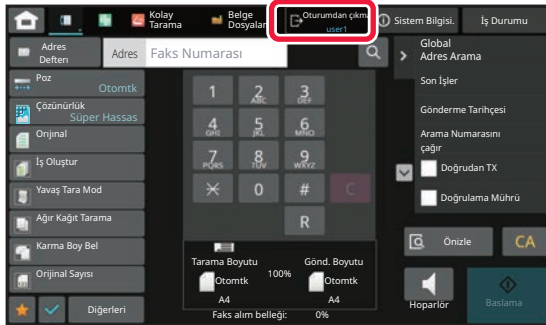 Kolay
Tarama
Belge
Dosyalar
Oturumdan çıkma
user1
Sistem Bilgisi.
İş Durumu
Adres
Defteri
Adres
Faks Numarası
Global
Adres Arama
Poz
Otomtk
Çözünürlük
Süper Hassas
Orijinal
İş Oluştur
Yavaş Tara Mod
Ağır Kağıt Tarama
Karma Boy Bel
Orijinal Sayısı
Diğerleri
1
2
ABC
3
DEF
4
GHI
5
JKL
6
MNO
7
PQRS
8
TUV
9
WXYZ
0
#
C
R
Tarama Boyutu
Gönd. Boyutu
Otomtk
100%
Otomtk
A4
A4
Faks alım belleği: 0%
Son İşler
Gönderme Tarihçesi
Arama Numarasını
çağır
Doğrudan TX
Doğrulama Mührü
Önizle
CA
Hoparlör
Baslama